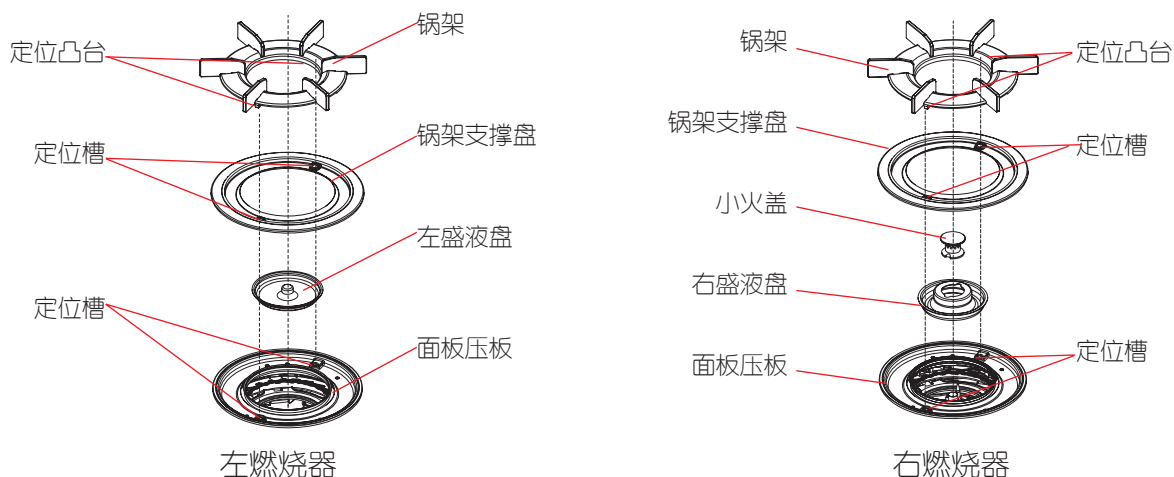 锅架
定位凸台
定位槽
锅架支撑盘
左盛液盘
定位槽
面板压板
左燃烧器
锅架
定位凸台
锅架支撑盘
定位槽
小火盖
右盛液盘
定位槽
面板压板
右燃烧器